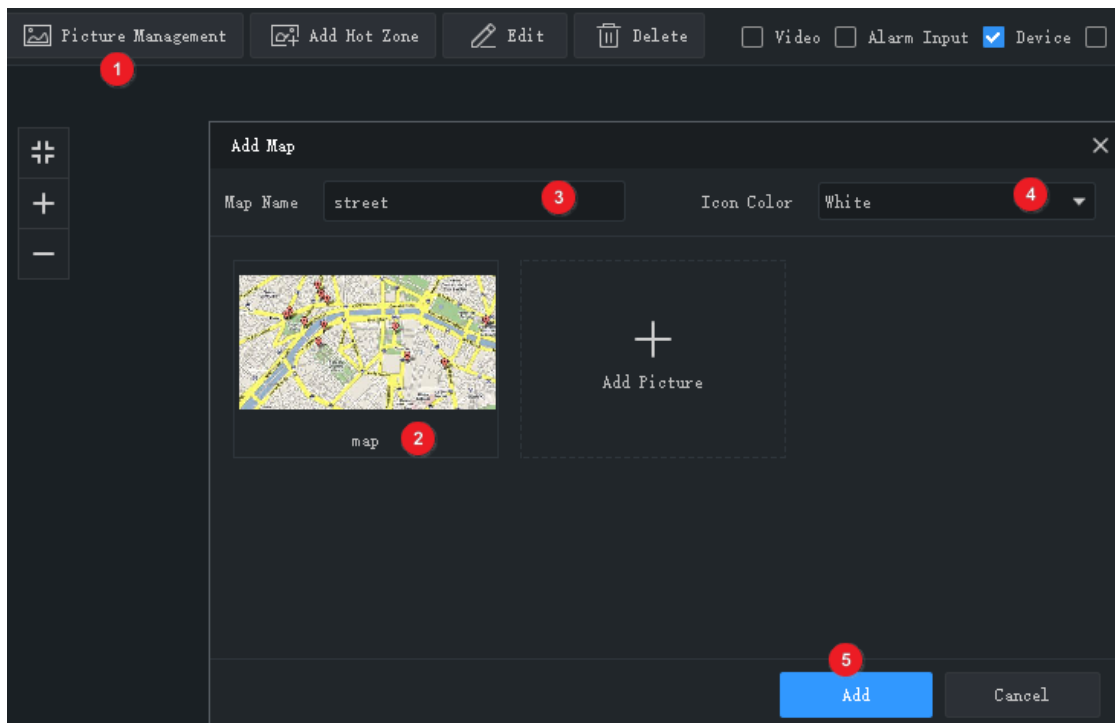 Picture Management Add Hot Zone Edit Delete Video Alarm Input Device
1
Add Map
Map Name street 3 Icon Color White 4
Add Picture
map 2
5
Add Cancel